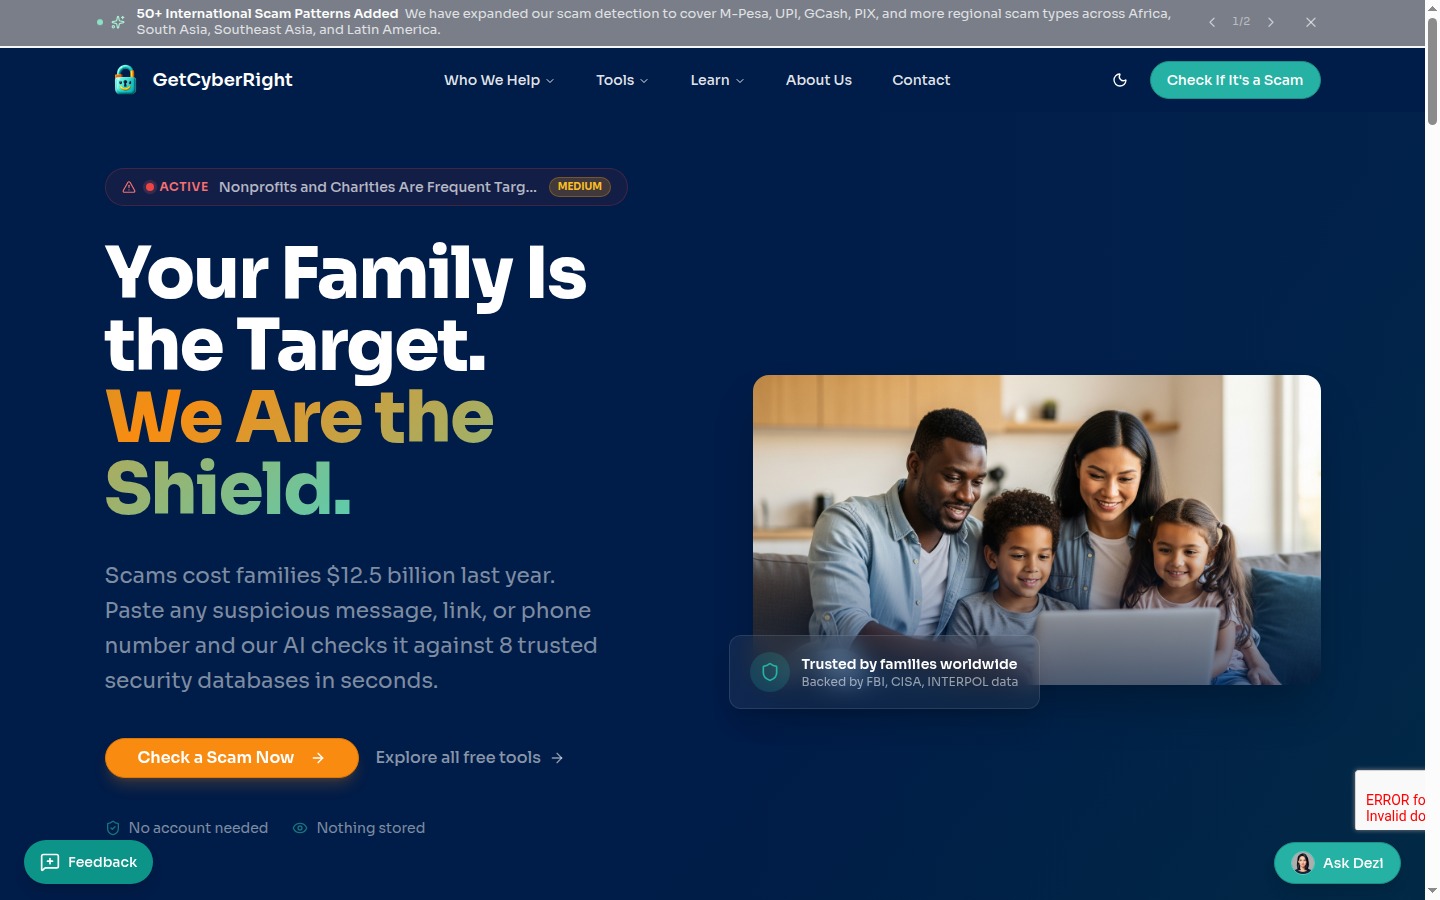 50+ International Scam Patterns Added We have expanded our scam detection to cover M-Pesa, UPI, GCash, PIX, and more regional scam types across Africa,
South Asia, Southeast Asia, and Latin America.
1/2
GetCyberRight
Who We Help
Tools
Learn
About Us
Contact
Check If It's a Scam
ACTIVE Nonprofits and Charities Are Frequent Targ... MEDIUM
Your Family Is
the Target.
We Are the
Shield.
Scams cost families $12.5 billion last year.
Paste any suspicious message, link, or phone
number and our AI checks it against 8 trusted
security databases in seconds.
Trusted by families worldwide
Backed by FBI, CISA, INTERPOL data
Check a Scam Now
Explore all free tools
No account needed
Nothing stored
ERROR fo
Invalid do
Feedback
Ask Dezi